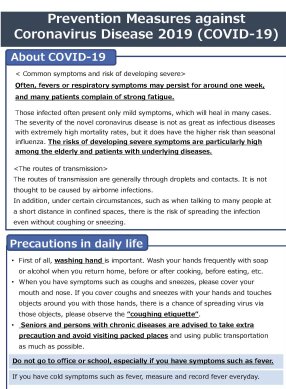 Prevention Measures against
Coronavirus Disease 2019 (COVID-19)
About COVID-19
< Common symptoms and risk of developing severe>
Often, fevers or respiratory symptoms may persist for around one week,
and many patients complain of strong fatigue.
Those infected often present only mild symptoms, which will heal in many cases.
The severity of the novel coronavirus disease is not as great as infectious diseases
with extremely high mortality rates, but it does have the higher risk than seasonal
influenza. The risks of developing severe symptoms are particularly high
among the elderly and patients with underlying diseases.
<The routes of transmission>
The routes of transmission are generally through droplets and contacts. It is not
thought to be caused by airborne infections.
In addition, under certain circumstances, such as when talking to many people at
a short distance in confined spaces, there is the risk of spreading the infection
even without coughing or sneezing.
Precautions in daily life
• First of all, washing hand is important. Wash your hands frequently with soap
or alcohol when you return home, before or after cooking, before eating, etc.
• When you have symptoms such as coughs and sneezes, please cover your
mouth and nose. If you cover coughs and sneezes with your hands and touches
objects around you with those hands, there is a chance of spreading virus via
those objects, please observe the "coughing etiquette".
• Seniors and persons with chronic diseases are advised to take extra
precaution and avoid visiting packed places and using public transportation
as much as possible.
Do not go to office or school, especially if you have symptoms such as fever.
If you have cold symptoms such as fever, measure and record fever everyday.